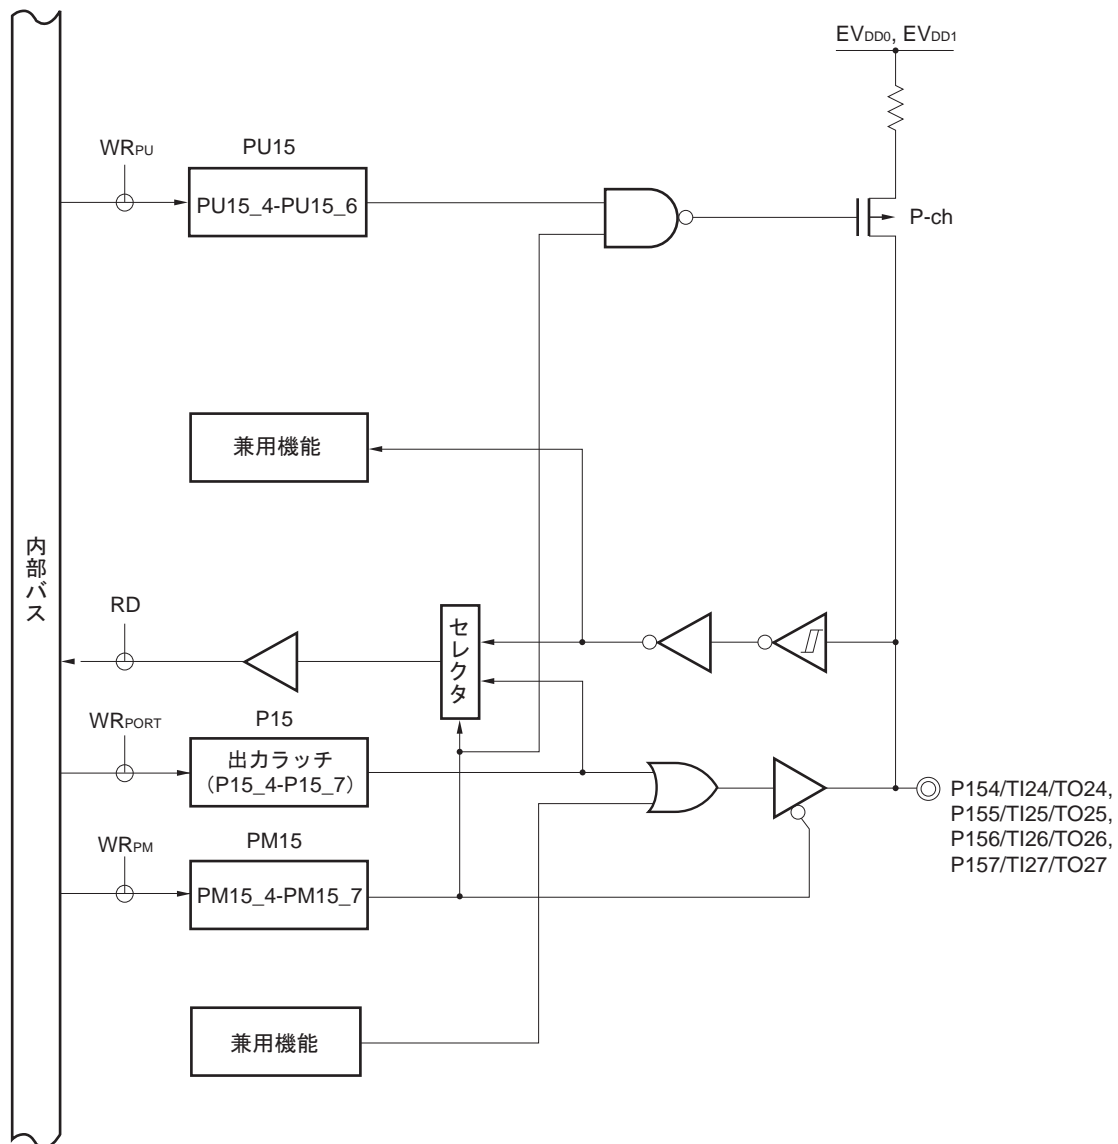 EVDD0, EVDD1
WRPU
PU15
PU15_4-PU15_6
P-ch
兼用機能
内部バス
RD
セレクタ
WRPORT
P15
出力ラッチ
(P15_4-P15_7)
WRPM
PM15
PM15_4-PM15_7
P154/TI24/TO24,
P155/TI25/TO25,
P156/TI26/TO26,
P157/TI27/TO27
兼用機能